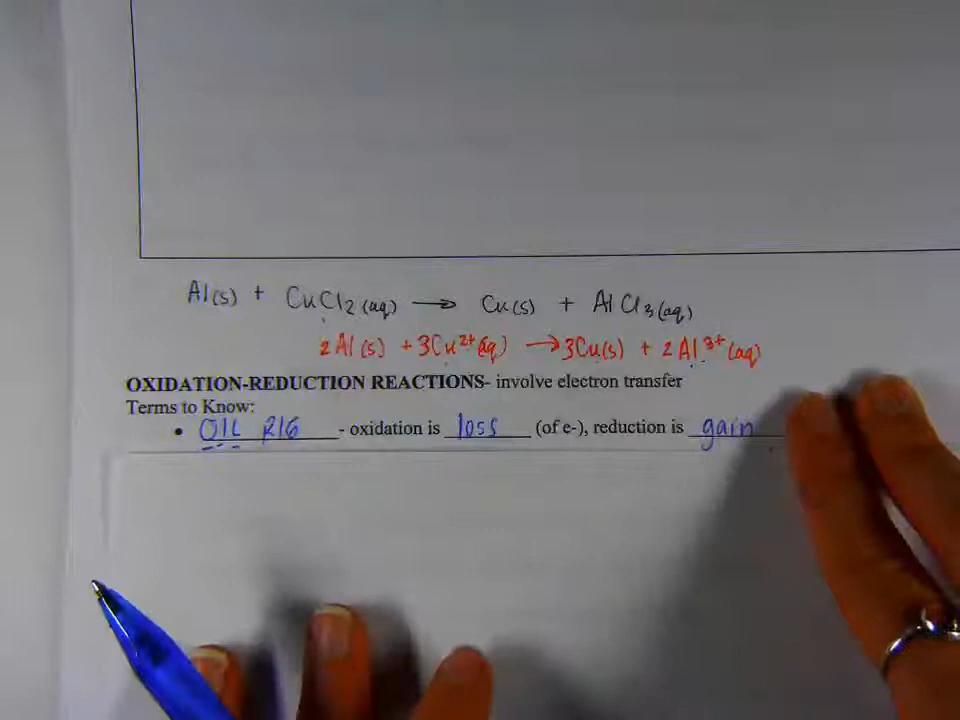 Al(s) + CuCl₂(aq) → Cu(s) + AlCl₃(aq)
2Al(s) + 3Cu²⁺(aq) → 3Cu(s) + 2Al³⁺(aq)
OXIDATION-REDUCTION REACTIONS- involve electron transfer
Terms to Know:
• OIL RIG - oxidation is loss (of e-), reduction is gain